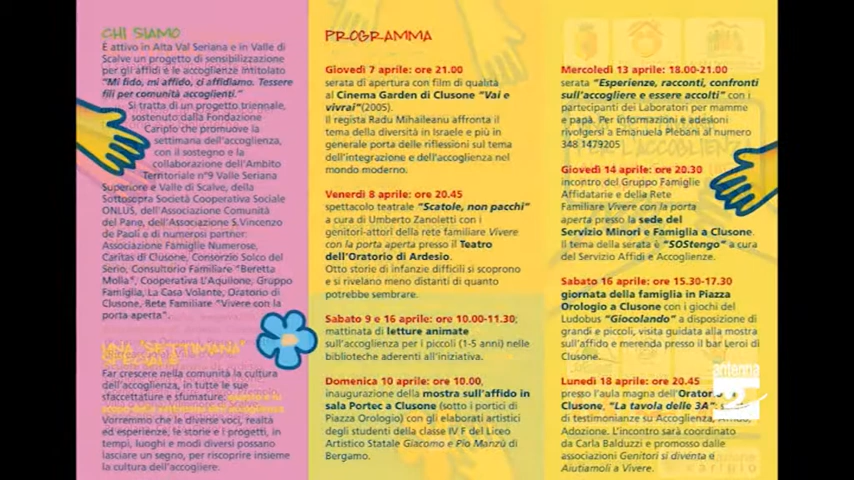 CHI SIAMO
È attivo in Alta Val Seriana e in Valle di
Scalve un progetto di sensibilizzazione
per gli affidi e le accoglienze intitolato
"Mi fido, mi affido, ci affidiamo. Tessere
fili per comunità accoglienti."
Si tratta di un progetto triennale,
sostenuto dalla Fondazione
Cariplo che promuove la
settimana dell'accoglienza,
con il sostegno e la
collaborazione dell'Ambito
Territoriale n°9 Valle Seriana
Superiore e Valle di Scalve, della
Sottosopra Società Cooperativa Sociale
ONLUS, dell'Associazione Comunità
del Pano, dell'Associazione S.Vincenzo
de Paoli e di numerosi partner:
Associazione Famiglie Numerose,
Caritas di Clusone, Consorzio Solco del
Serio, Consultorio Familiare "Beretta
Molla", Cooperativa L'Aquilone, Gruppo
Famiglia, La Casa Volante, Oratorio di
Clusone, Rete Familiare "Vivere con la
porta aperta".
UNA "SETTIMANA"
SPECIALE
Far crescere nella comunità la cultura
dell'accoglienza, in tutte le sue
sfaccettature e sfumature,
Vorremmo che le diverse voci, realtà
ed esperienze, le storie e i progetti, in
tempi, luoghi e modi diversi possano
lasciare un segno, per riscoprire insieme
la cultura dell'accogliere.
PROGRAMMA
Giovedì 7 aprile: ore 21.00
serata di apertura con film di qualità
al Cinema Garden di Clusone "Vai e
vivrai"(2005).
Il regista Radu Mihaileanu affronta il
tema della diversità in Israele e più in
generale porta delle riflessioni sul tema
dell'integrazione e dell'accoglienza nel
mondo moderno.
Venerdì 8 aprile: ore 20.45
spettacolo teatrale "Scatole, non pacchi"
a cura di Umberto Zanoletti con i
genitori-attori della rete familiare Vivere
con la porta aperta presso il Teatro
dell'Oratorio di Ardesio.
Otto storie di infanzie difficili si scoprono
e si rivelano meno distanti di quanto
potrebbe sembrare.
Sabato 9 e 16 aprile: ore 10.00-11.30;
mattinata di letture animate
sull'accoglienza per i piccoli (1-5 anni) nelle
biblioteche aderenti all'iniziativa.
Domenica 10 aprile: ore 10.00,
inaugurazione della mostra sull'affido in
sala Portec a Clusone (sotto i portici di
Piazza Orologio) con gli elaborati artistici
degli studenti della classe IV F del Liceo
Artistico Statale Giacomo e Pio Manzù di
Bergamo.
Mercoledì 13 aprile: 18.00-21.00
serata "Esperienze, racconti, confronti
sull'accogliere e essere accolti" con i
partecipanti dei Laboratori per mamme
e papà. Per informazioni e adesioni
rivolgersi a Emanuela Plebani al numero
348 1479205
Giovedì 14 aprile: ore 20.30
incontro del Gruppo Famiglie
Affidatarie e della Rete
Familiare Vivere con la porta
aperta presso la sede del
Servizio Minori e Famiglia a Clusone.
Il tema della serata è "SOStengo" a cura
del Servizio Affidi e Accoglienze.
Sabato 16 aprile: ore 15.30-17.30
giornata della famiglia in Piazza
Orologio a Clusone con i giochi del
Ludobus "Giocolando" a disposizione di
grandi e piccoli, visita guidata alla mostra
sull'affido e merenda presso il bar Leroi di
Clusone.
Lunedì 18 aprile: ore 20.45
presso l'aula magna dell'Oratorio
Clusone, "La tavola delle 3A"
di testimonianze su Accoglienza, Affido,
Adozione. L'incontro sarà coordinato
da Carla Balduzzi e promosso dalle
associazioni Genitori si diventa e
Aiutiamoli a Vivere.
antenna
2